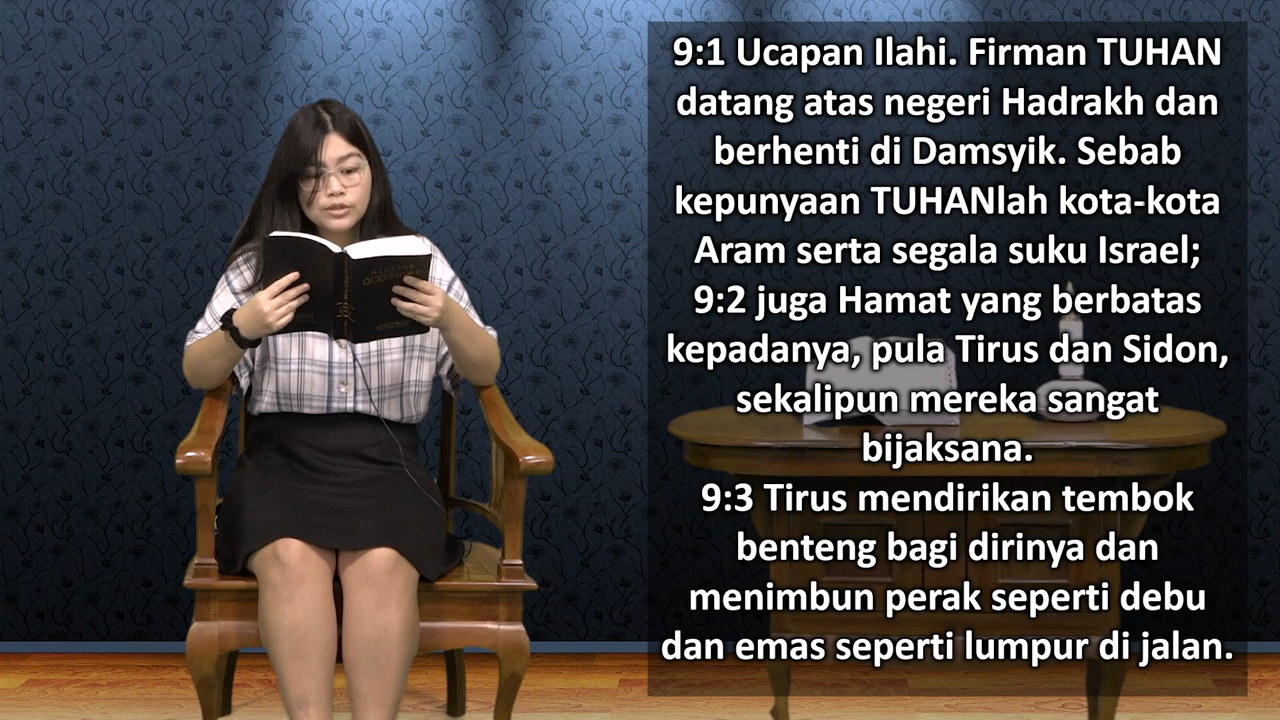 9:1 Ucapan Ilahi. Firman TUHAN
datang atas negeri Hadrakh dan
berhenti di Damsyik. Sebab
kepunyaan TUHANlah kota-kota
Aram serta segala suku Israel;
9:2 juga Hamat yang berbatas
kepadanya, pula Tirus dan Sidon,
sekalipun mereka sangat
bijaksana.
9:3 Tirus mendirikan tembok
benteng bagi dirinya dan
menimbun perak seperti debu
dan emas seperti lumpur di jalan.